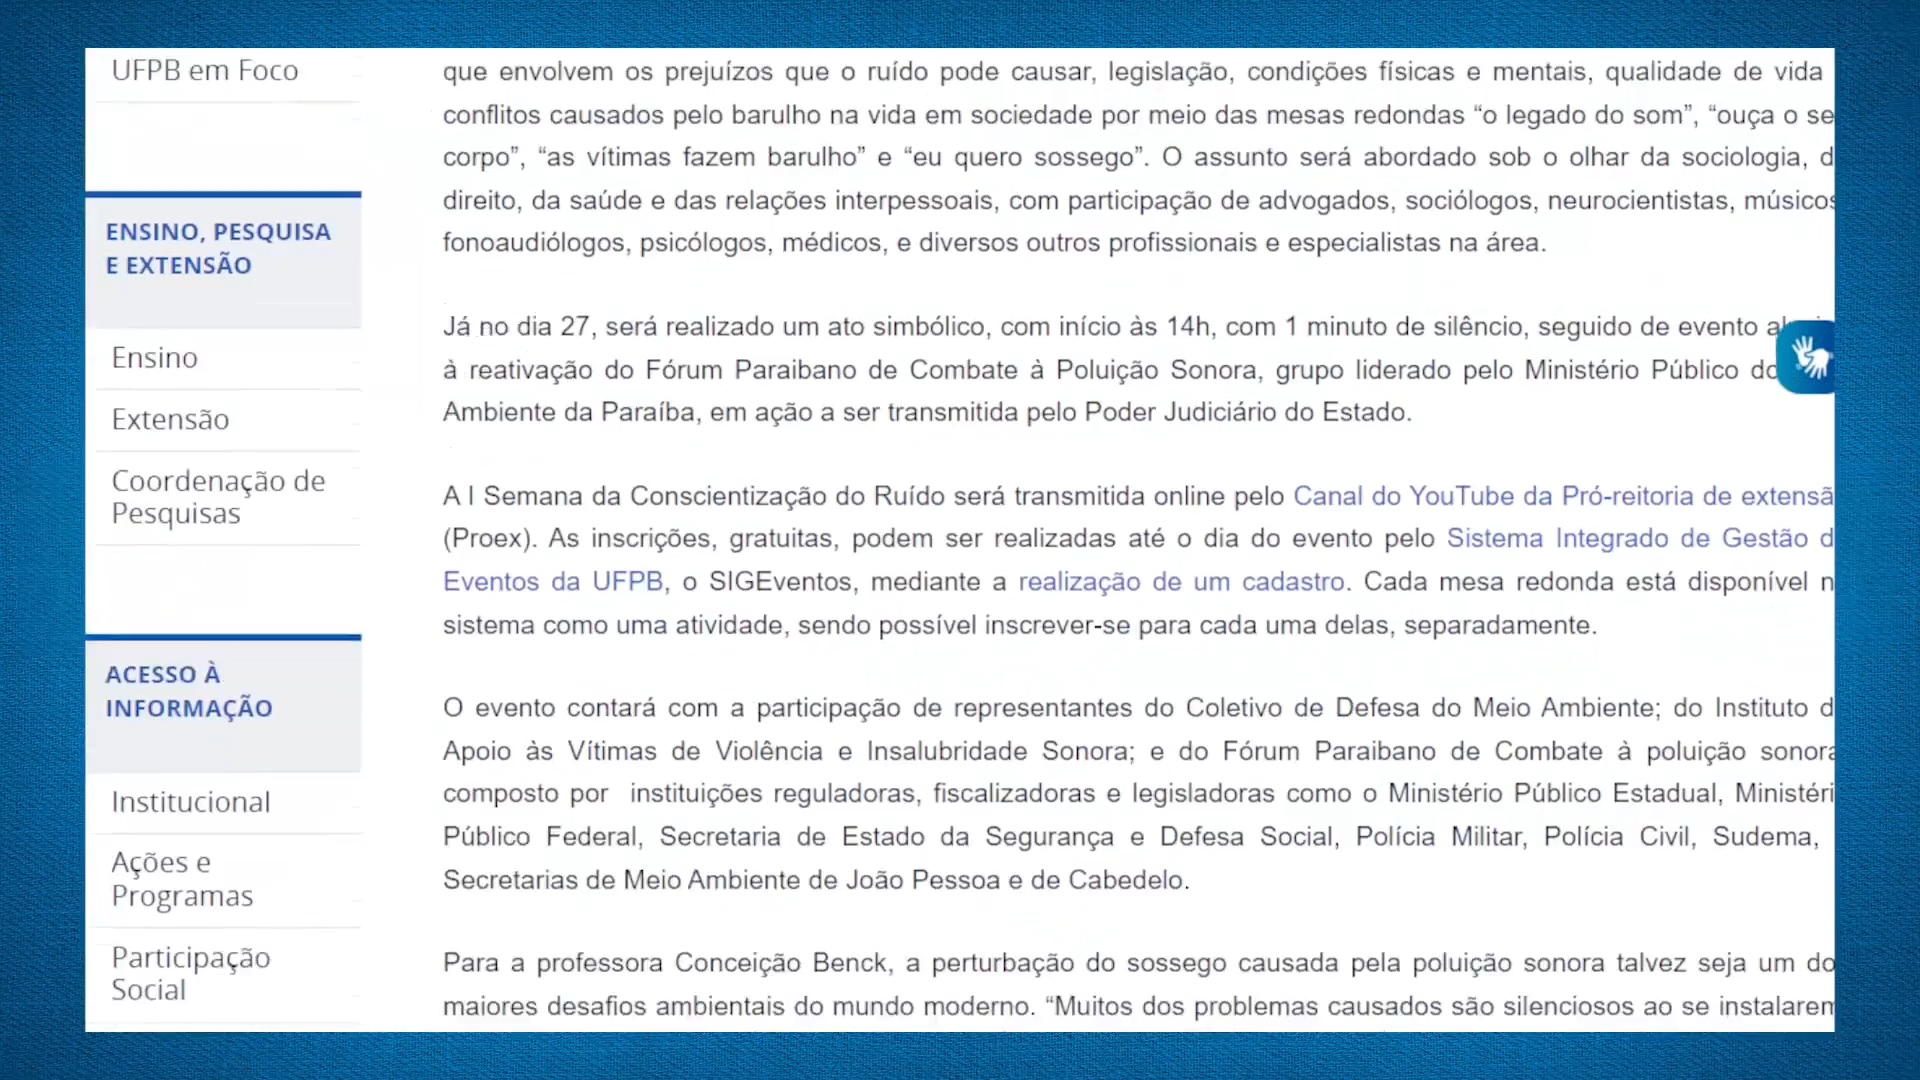 UFPB em Foco
ENSINO, PESQUISA
E EXTENSÃO
Ensino
Extensão
Coordenação de
Pesquisas
ACESSO À
INFORMAÇÃO
Institucional
Ações e
Programas
Participação
Social
que envolvem os prejuízos que o ruído pode causar, legislação, condições físicas e mentais, qualidade de vida
conflitos causados pelo barulho na vida em sociedade por meio das mesas redondas “o legado do som”, “ouça o se
corpo”, “as vítimas fazem barulho” e “eu quero sossego”. O assunto será abordado sob o olhar da sociologia, d
direito, da saúde e das relações interpessoais, com participação de advogados, sociólogos, neurocientistas, músicos
fonoaudiólogos, psicólogos, médicos, e diversos outros profissionais e especialistas na área.
Já no dia 27, será realizado um ato simbólico, com início às 14h, com 1 minuto de silêncio, seguido de evento
à reativação do Fórum Paraibano de Combate à Poluição Sonora, grupo liderado pelo Ministério Público do
Ambiente da Paraíba, em ação a ser transmitida pelo Poder Judiciário do Estado.
A I Semana da Conscientização do Ruído será transmitida online pelo Canal do YouTube da Pró-reitoria de extensã
(Proex). As inscrições, gratuitas, podem ser realizadas até o dia do evento pelo Sistema Integrado de Gestão d
Eventos da UFPB, o SIGEventos, mediante a realização de um cadastro. Cada mesa redonda está disponível n
sistema como uma atividade, sendo possível inscrever-se para cada uma delas, separadamente.
O evento contará com a participação de representantes do Coletivo de Defesa do Meio Ambiente; do Instituto d
Apoio às Vítimas de Violência e Insalubridade Sonora; e do Fórum Paraibano de Combate à poluição sonora
composto por instituições reguladoras, fiscalizadoras e legisladoras como o Ministério Público Estadual, Ministéri
Público Federal, Secretaria de Estado da Segurança e Defesa Social, Polícia Militar, Polícia Civil, Sudema,
Secretarias de Meio Ambiente de João Pessoa e de Cabedelo.
Para a professora Conceição Benck, a perturbação do sossego causada pela poluição sonora talvez seja um do
maiores desafios ambientais do mundo moderno. “Muitos dos problemas causados são silenciosos ao se instalarem